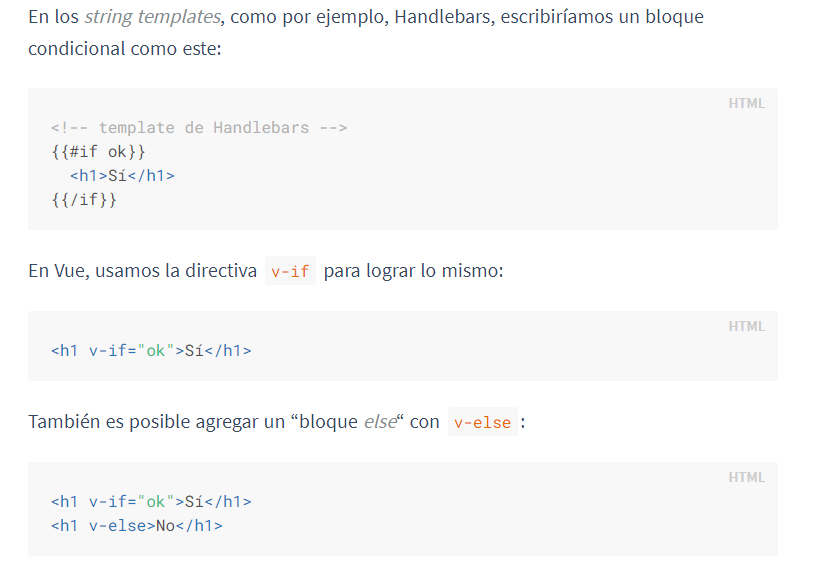 En los string templates, como por ejemplo, Handlebars, escribiríamos un bloque
condicional como este:
HTML
<!-- template de Handlebars -->
{{#if ok}}
  <h1>Sí</h1>
{{/if}}
En Vue, usamos la directiva v-if para lograr lo mismo:
HTML
<h1 v-if="ok">Sí</h1>
También es posible agregar un “bloque else“ con v-else :
HTML
<h1 v-if="ok">Sí</h1>
<h1 v-else>No</h1>